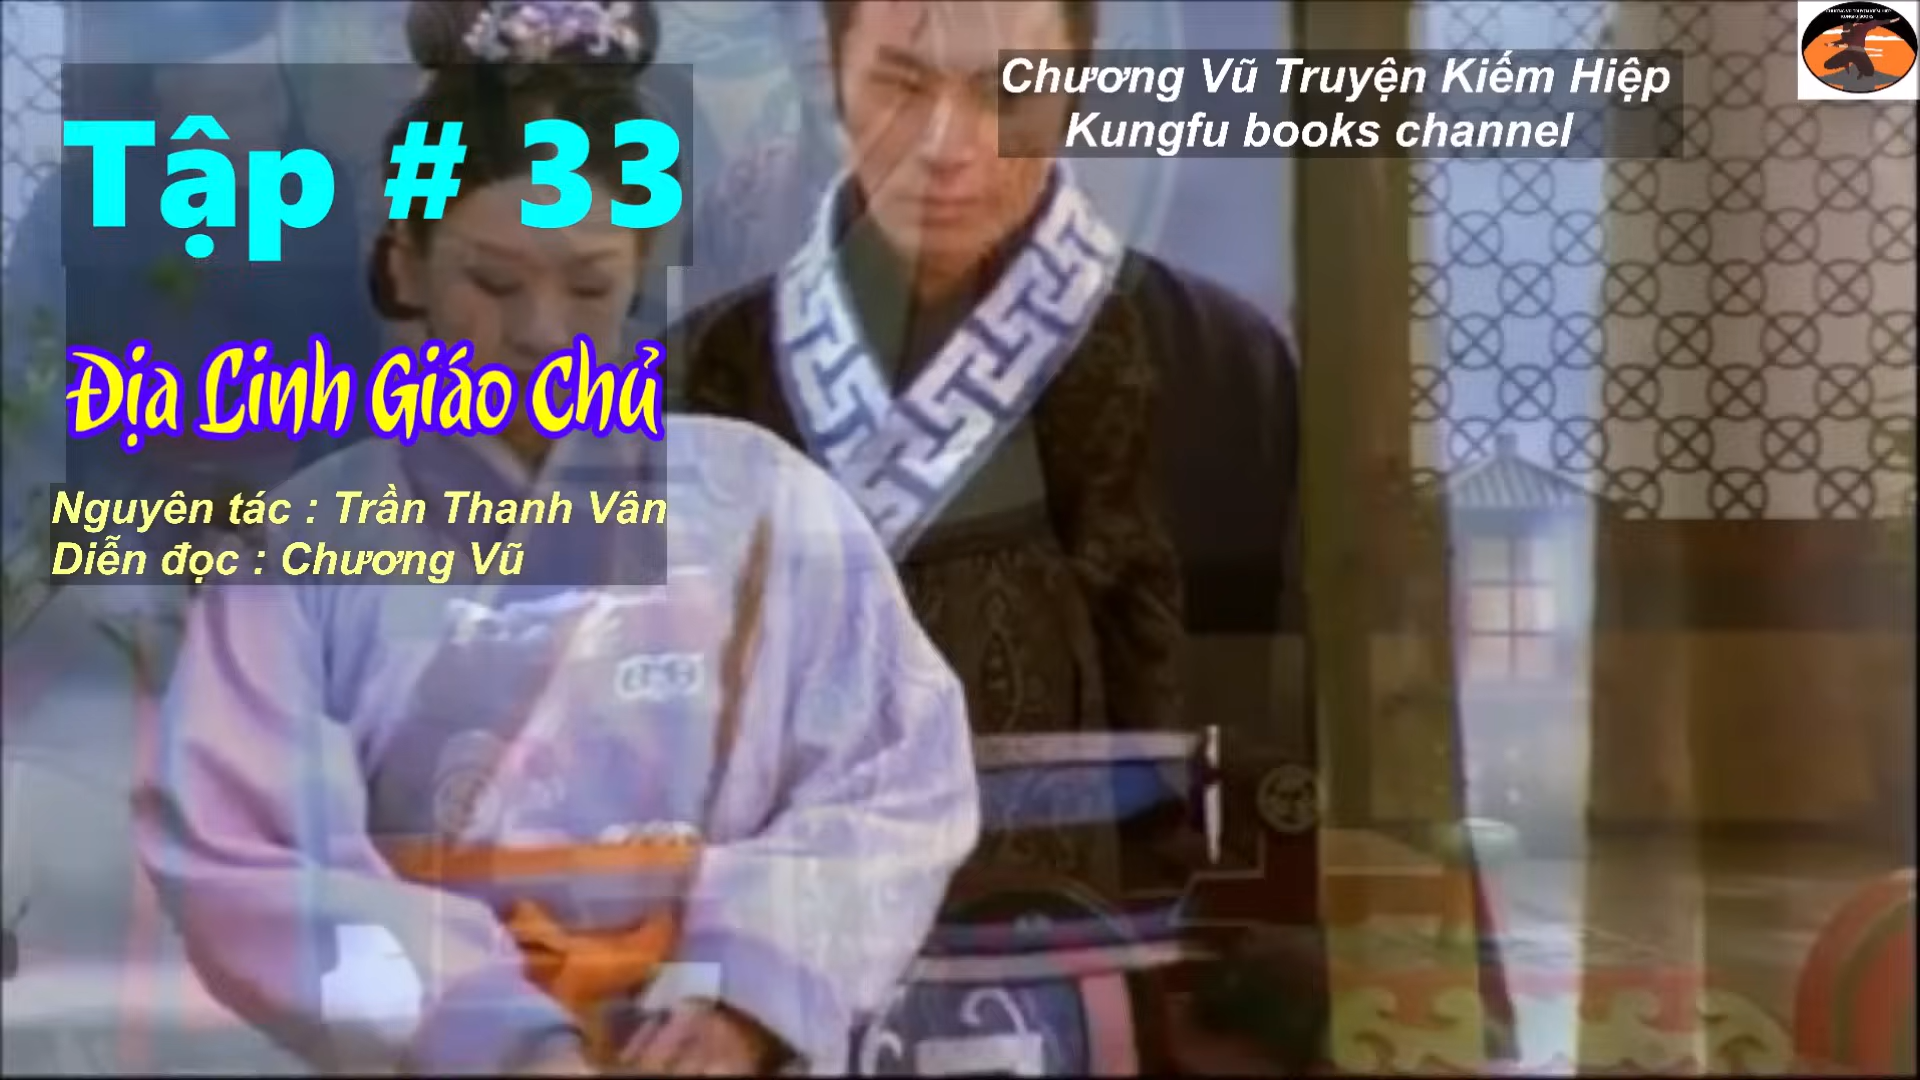 Chương Vũ Truyện Kiếm Hiệp
Kungfu books channel
Tập # 33
Địa Linh Giáo Chủ
Nguyên tác : Trần Thanh Vân
Diễn đọc : Chương Vũ